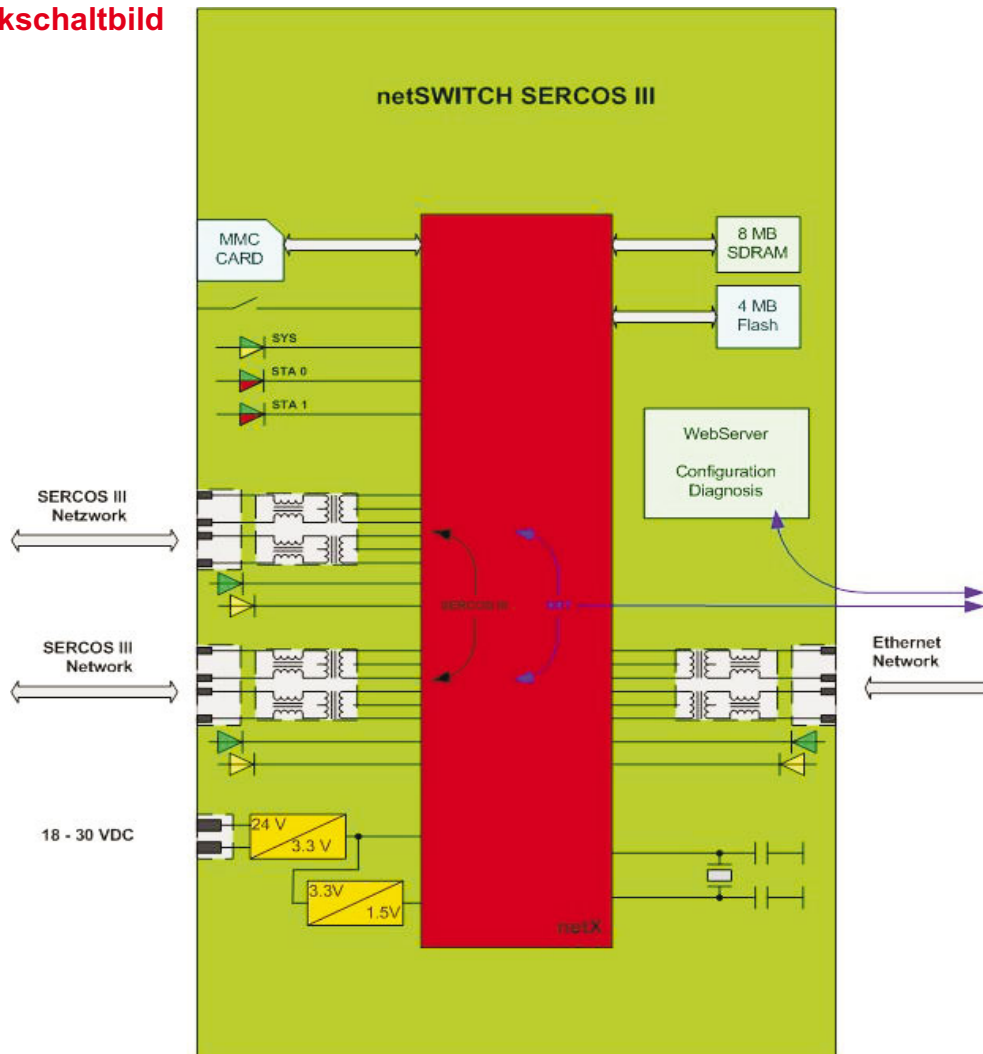 kschaltbild
netSWITCH SERCOS III
MMC
CARD
8 MB
SDRAM
4 MB
Flash
SYS
STA 0
STA 1
WebServer
Configuration
Diagnosis
SERCOS III
Netzwork
SERCOS III
SERCOS III
Network
Ethernet
Network
18 - 30 VDC
24 V
3.3 V
3.3V
1.5V
netX